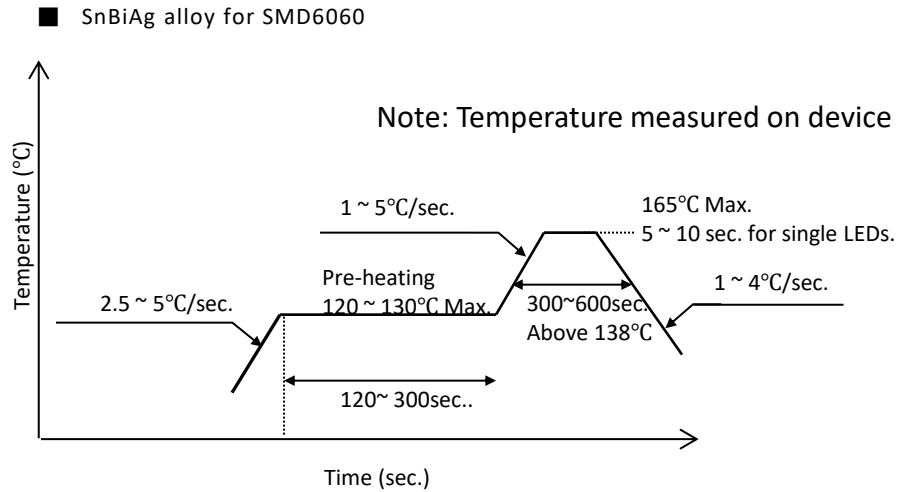 ■ SnBiAg alloy for SMD6060
Note: Temperature measured on device
Temperature (°C)
1 ~ 5°C/sec.
165°C Max.
5 ~ 10 sec. for single LEDs.
2.5 ~ 5°C/sec.
Pre-heating
120 ~ 130°C Max.
300~600sec.
Above 138°C
1 ~ 4°C/sec.
120~ 300sec..
Time (sec.)